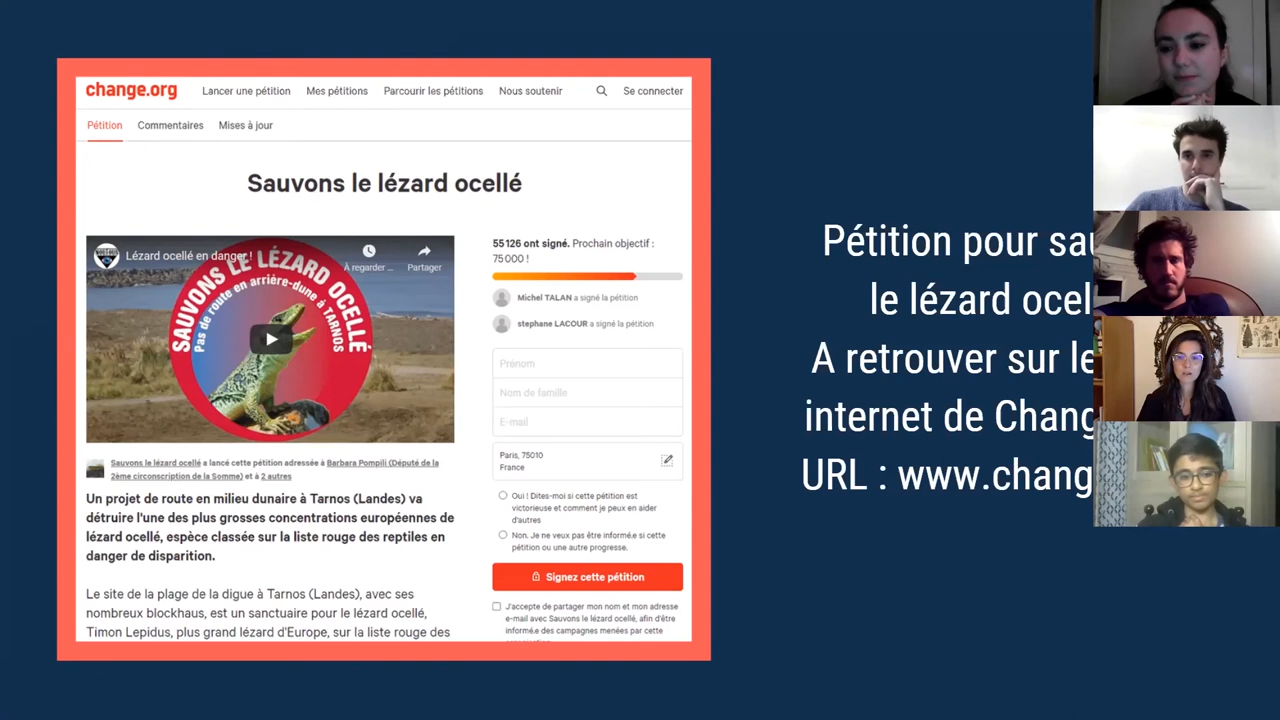 change.org
Lancer une pétition
Mes pétitions
Parcourir les pétitions
Nous soutenir
Se connecter
Pétition
Commentaires
Mises à jour
Sauvons le lézard ocellé
Lézard ocellé en danger !
À regarder ...
Partager
SAUVONS LE LÉZARD OCELLÉ
Pas de route en arrière-dune à TARNOS
Sauvons le lézard ocellé a lancé cette pétition adressée à Barbara Pompili (Député de la
2ème circonscription de la Somme) et à 2 autres
Un projet de route en milieu dunaire à Tarnos (Landes) va
détruire l'une des plus grosses concentrations européennes de
lézard ocellé, espèce classée sur la liste rouge des reptiles en
danger de disparition.
Le site de la plage de la digue à Tarnos (Landes), avec ses
nombreux blockhaus, est un sanctuaire pour le lézard ocellé,
Timon Lepidus, plus grand lézard d'Europe, sur la liste rouge des
55 126 ont signé. Prochain objectif :
75 000 !
Michel TALAN a signé la pétition
stephane LACOUR a signé la pétition
Prénom
Nom de famille
E-mail
Paris, 75010
France
Oui ! Dites-moi si cette pétition est
victorieuse et comment je peux en aider
d'autres
Non. Je ne veux pas être informé.e si cette
pétition ou une autre progresse.
Signez cette pétition
J'accepte de partager mon nom et mon adresse
e-mail avec Sauvons le lézard ocellé, afin d'être
informé.e des campagnes menées par cette
Pétition pour sau
le lézard ocel
A retrouver sur le
internet de Chang
URL : www.chang